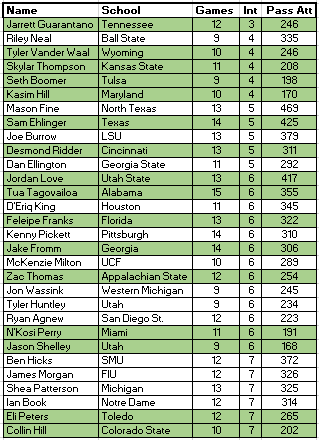 Name School Games Int Pass Att
Jarrett Guarantano Tennessee 12 3 246
Riley Neal Ball State 9 4 335
Tyler Vander Waal Wyoming 10 4 246
Skylar Thompson Kansas State 11 4 208
Seth Boomer Tulsa 9 4 198
Kasim Hill Maryland 10 4 170
Mason Fine North Texas 13 5 469
Sam Ehlinger Texas 14 5 425
Joe Burrow LSU 13 5 379
Desmond Ridder Cincinnati 13 5 311
Dan Ellington Georgia State 11 5 292
Jordan Love Utah State 13 6 417
Tua Tagovailoa Alabama 15 6 355
D'Eriq King Houston 11 6 345
Feleipe Franks Florida 13 6 322
Kenny Pickett Pittsburgh 14 6 310
Jake Fromm Georgia 14 6 306
McKenzie Milton UCF 10 6 289
Zac Thomas Appalachian State 12 6 254
Jon Wassink Western Michigan 9 6 245
Tyler Huntley Utah 9 6 234
Ryan Agnew San Diego St. 12 6 223
N'Kosi Perry Miami 11 6 191
Jason Shelley Utah 9 6 168
Ben Hicks SMU 12 7 372
James Morgan FIU 12 7 326
Shea Patterson Michigan 13 7 325
Ian Book Notre Dame 12 7 314
Eli Peters Toledo 12 7 265
Collin Hill Colorado State 10 7 202